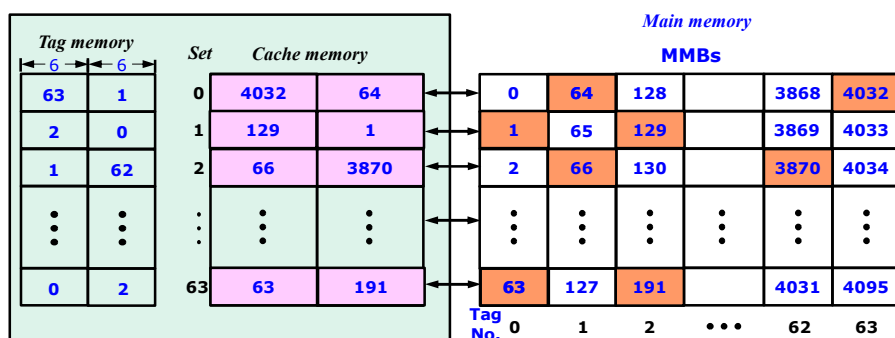 Main memory
Tag memory Set Cache memory MMBs
6 6
63 1 0 4032 64 0 64 128 3868 4032
2 0 1 129 1 1 65 129 3869 4033
1 62 2 66 3870 2 66 130 3870 4034
0 2 63 63 191 63 127 191 4031 4095
Tag No. 0 1 2 ••• 62 63